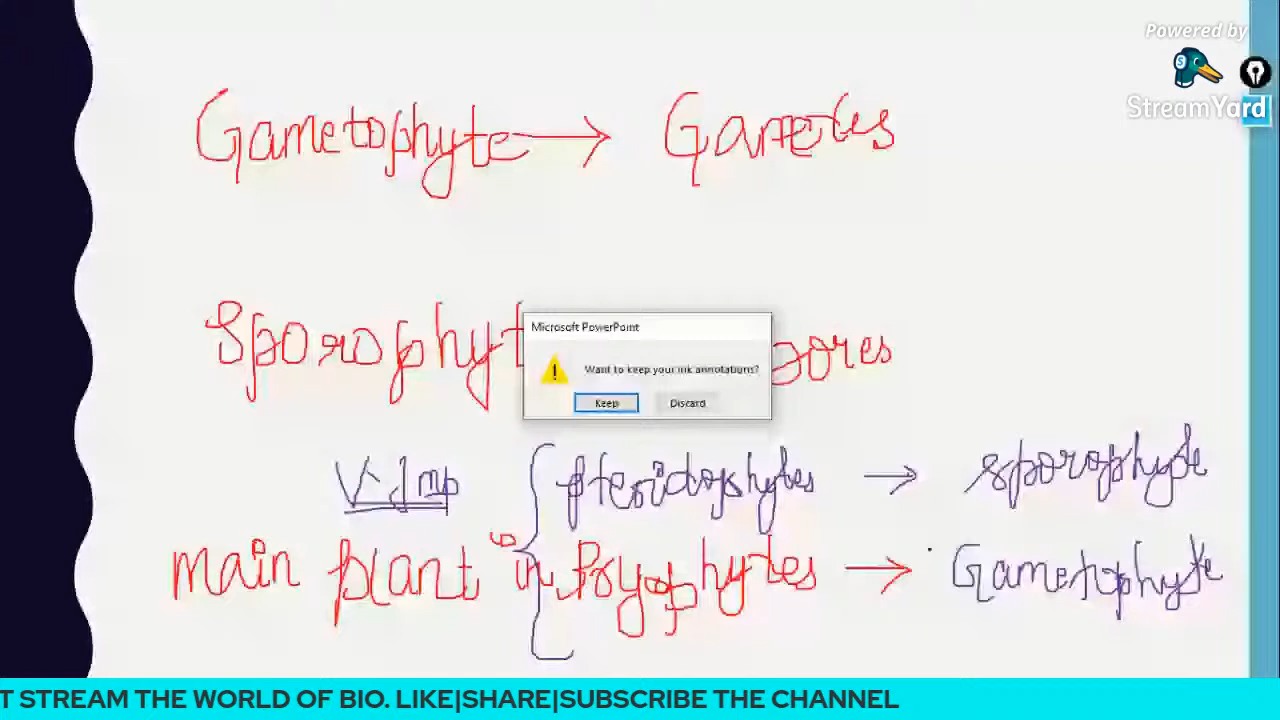 Powered by
StreamYard
Gametophyte → Gametes
Sporophyt
ores
Microsoft PowerPoint
Want to keep your ink annotations?
Keep Discard
V. Imp { pteridophytes → sporophyte
main plant in Bryophytes → Gametophyte
T STREAM THE WORLD OF BIO. LIKE|SHARE|SUBSCRIBE THE CHANNEL